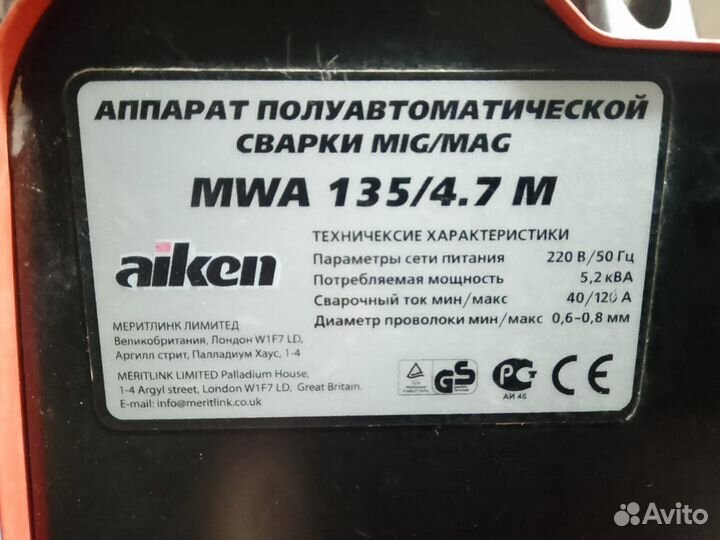 АППАРАТ ПОЛУАВТОМАТИЧЕСКОЙ
СВАРКИ MIG/MAG
MWA 135/4.7 М
aiken
ТЕХНИЧЕКСИЕ ХАРАКТЕРИСТИКИ
Параметры сети питания 220 В/50 Гц
Потребляемая мощность 5,2 кВА
Сварочный ток мин/макс 40/120 А
Диаметр проволоки мин/макс 0,6–0,8 мм
МЕРИТЛИНК ЛИМИТЕД
Великобритания, Лондон W1F7 LD,
Аргилл стрит, Палладиум Хаус, 1-4
MERITLINK LIMITED Palladium House,
1-4 Argyl street, London W1F7 LD, Great Britain.
E-mail: info@meritlink.co.uk
GS
РСТ
АИ 46
CE
Avito